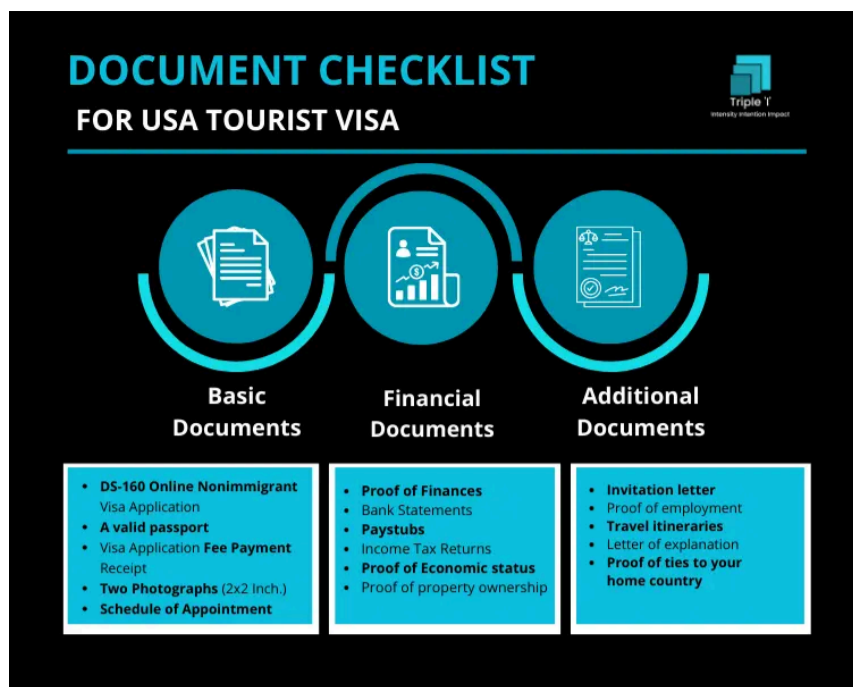 DOCUMENT CHECKLIST
FOR USA TOURIST VISA
Triple 'I'
Intensity Intention Impact
Basic
Documents
• DS-160 Online Nonimmigrant
Visa Application
• A valid passport
• Visa Application Fee Payment
Receipt
• Two Photographs (2x2 Inch.)
• Schedule of Appointment
Financial
Documents
• Proof of Finances
• Bank Statements
• Paystubs
• Income Tax Returns
• Proof of Economic status
• Proof of property ownership
Additional
Documents
• Invitation letter
• Proof of employment
• Travel itineraries
• Letter of explanation
• Proof of ties to your
home country